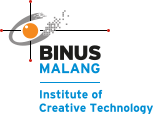 BINUS
MALANG
Institute of
Creative Technology